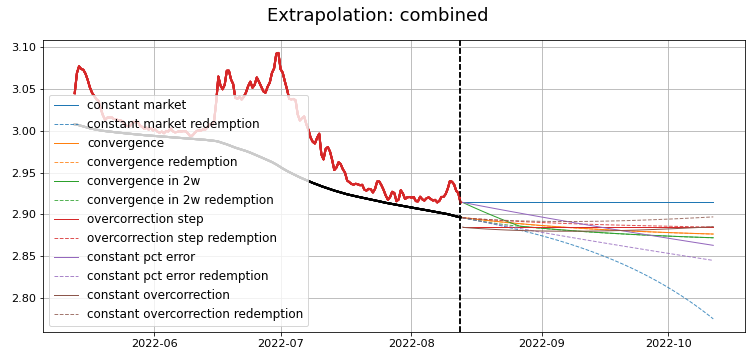 Extrapolation: combined
3.10
3.05
3.00
2.95
2.90
2.85
2.80
constant market
constant market redemption
convergence
convergence redemption
convergence in 2w
convergence in 2w redemption
overcorrection step
overcorrection step redemption
constant pct error
constant pct error redemption
constant overcorrection
constant overcorrection redemption
2022-06 2022-07 2022-08 2022-09 2022-10